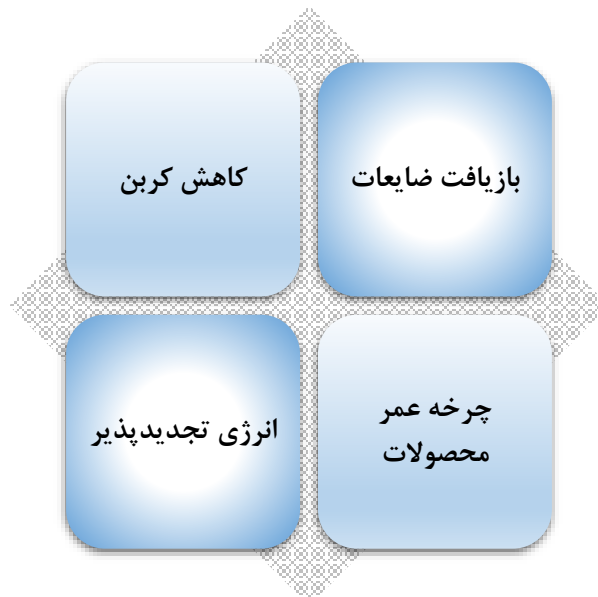 بازیافت ضایعات
کاهش کربن
چرخه عمر
محصولات
انرژی تجدیدپذیر